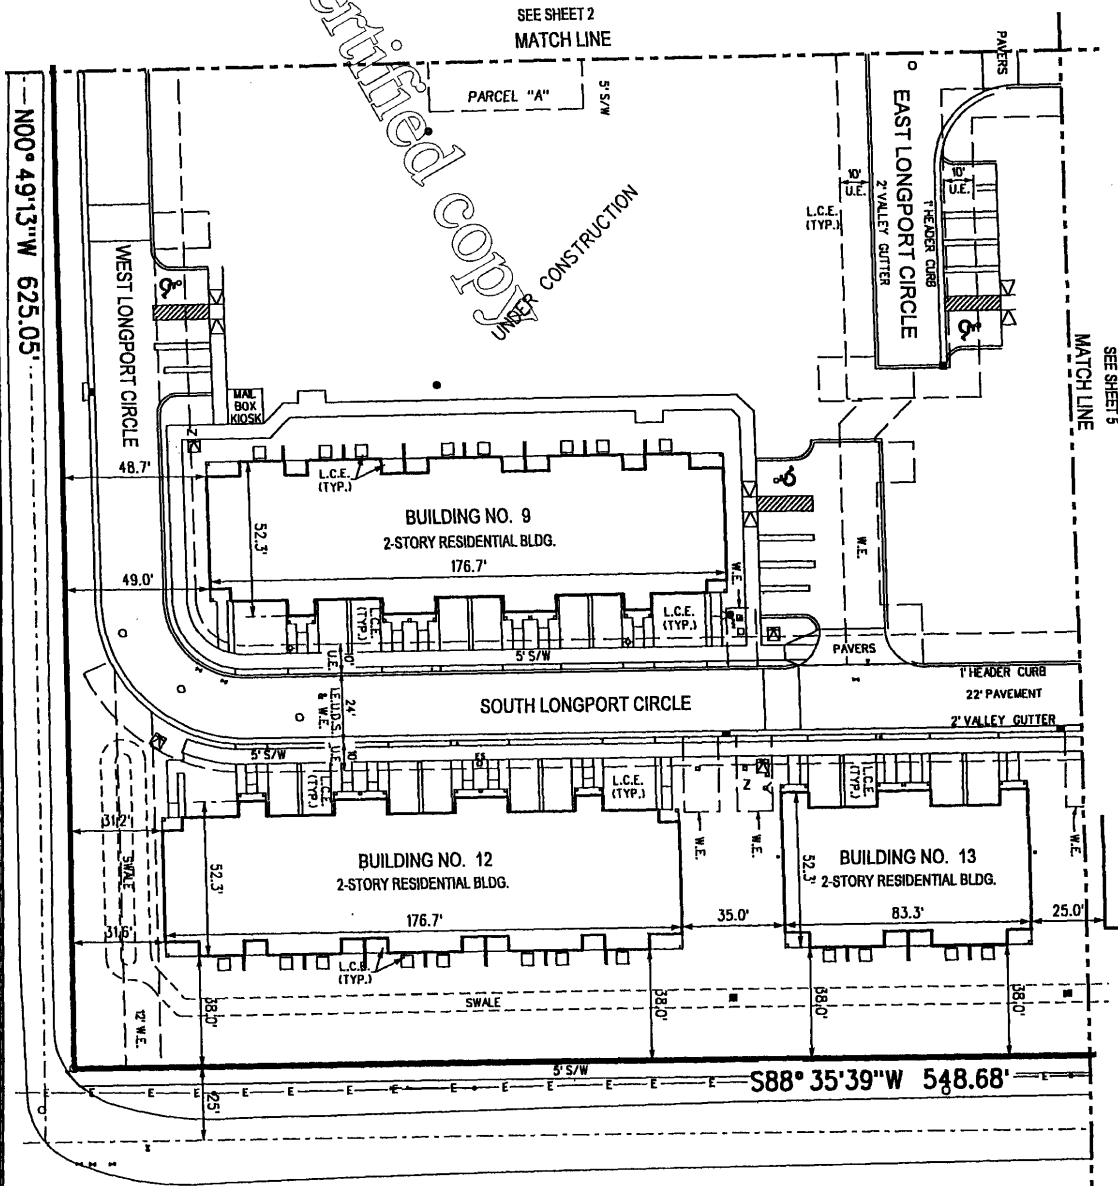 SEE SHEET 2
MATCH LINE
ertified copy
PARCEL "A"
5' S/W
PAVERS
EAST LONGPORT CIRCLE
1' HEADER CURB
2' VALLEY GUTTER
10'
U.E.
10'
U.E.
L.C.E.
(TYP.)
UNDER CONSTRUCTION
N00° 49'13"W 625.05'
WEST LONGPORT CIRCLE
SEE SHEET 5
MATCH LINE
MAIL
BOX
KIOSK
48.7'
L.C.E.
(TYP.)
BUILDING NO. 9
2-STORY RESIDENTIAL BLDG.
52.3'
176.7'
49.0'
W.E.
W.E.
L.C.E.
(TYP.)
L.C.E.
(TYP.)
5' S/W
10'
U.E.
PAVERS
1' HEADER CURB
22' PAVEMENT
2' VALLEY GUTTER
SOUTH LONGPORT CIRCLE
24'
I.E.U.D.S.
& W.E.
10'
U.E.
5' S/W
L.C.E.
(TYP.)
L.C.E.
(TYP.)
L.C.E.
(TYP.)
31.2'
SWALE
BUILDING NO. 12
2-STORY RESIDENTIAL BLDG.
52.3'
176.7'
W.E.
W.E.
W.E.
BUILDING NO. 13
2-STORY RESIDENTIAL BLDG.
52.3'
83.3'
35.0'
25.0'
31.6'
L.C.E.
(TYP.)
SWALE
12' W.E.
38.0'
38.0'
38.0'
38.0'
5' S/W
E E E E E E E E E E E E
S88° 35'39"W 548.68'
25'